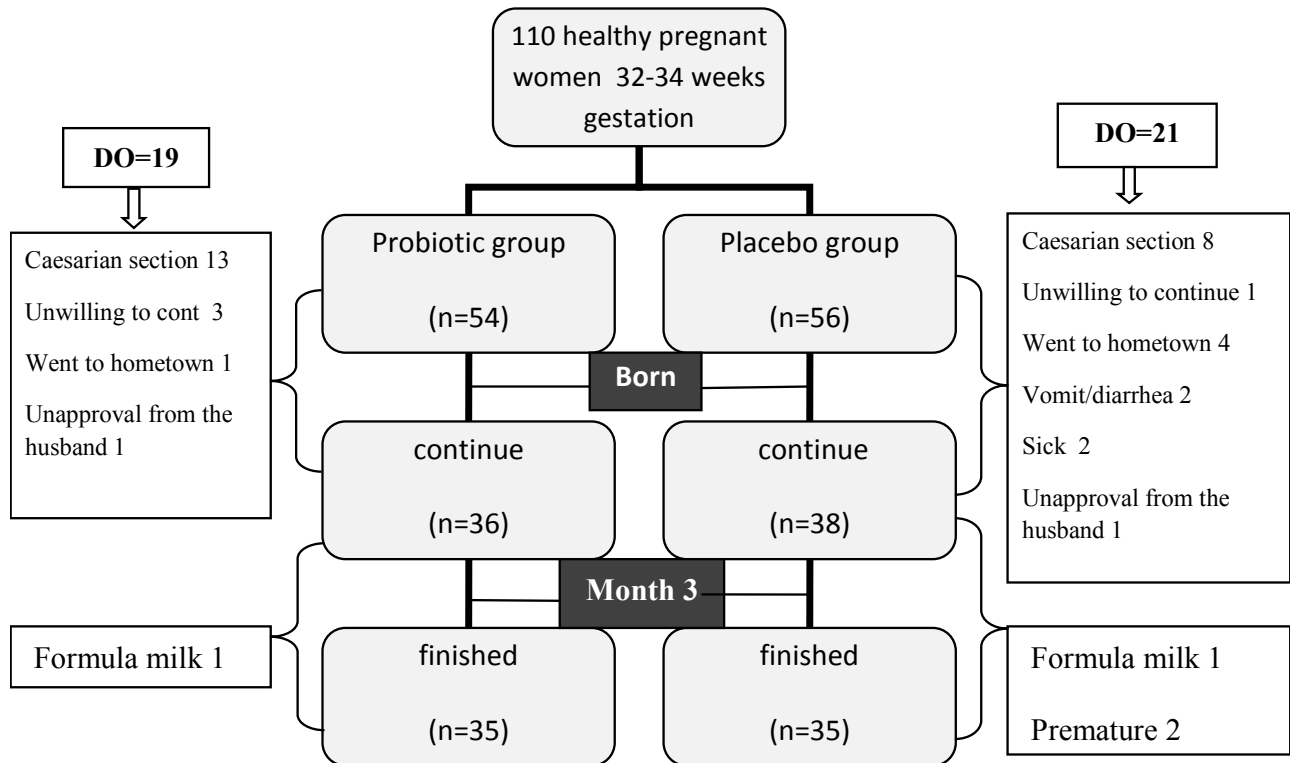 110 healthy pregnant
women 32-34 weeks
gestation
DO=19
DO=21
Caesarian section 13
Unwilling to cont 3
Went to hometown 1
Unapproval from the
husband 1
Probiotic group
(n=54)
Placebo group
(n=56)
Caesarian section 8
Unwilling to continue 1
Went to hometown 4
Vomit/diarrhea 2
Sick 2
Unapproval from the
husband 1
Born
continue
(n=36)
continue
(n=38)
Month 3
Formula milk 1
finished
(n=35)
finished
(n=35)
Formula milk 1
Premature 2